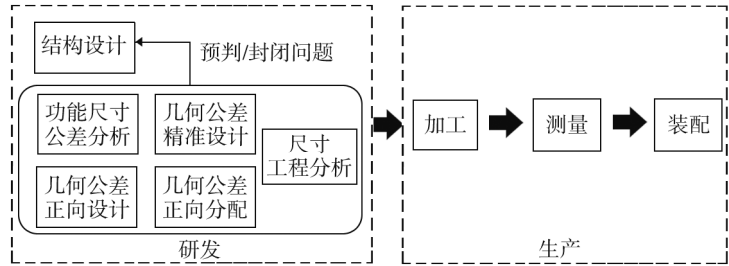 结构设计
预判/封闭问题
功能尺寸
公差分析
几何公差
精准设计
尺寸
工程分析
几何公差
正向设计
几何公差
正向分配
研发
加工
测量
装配
生产